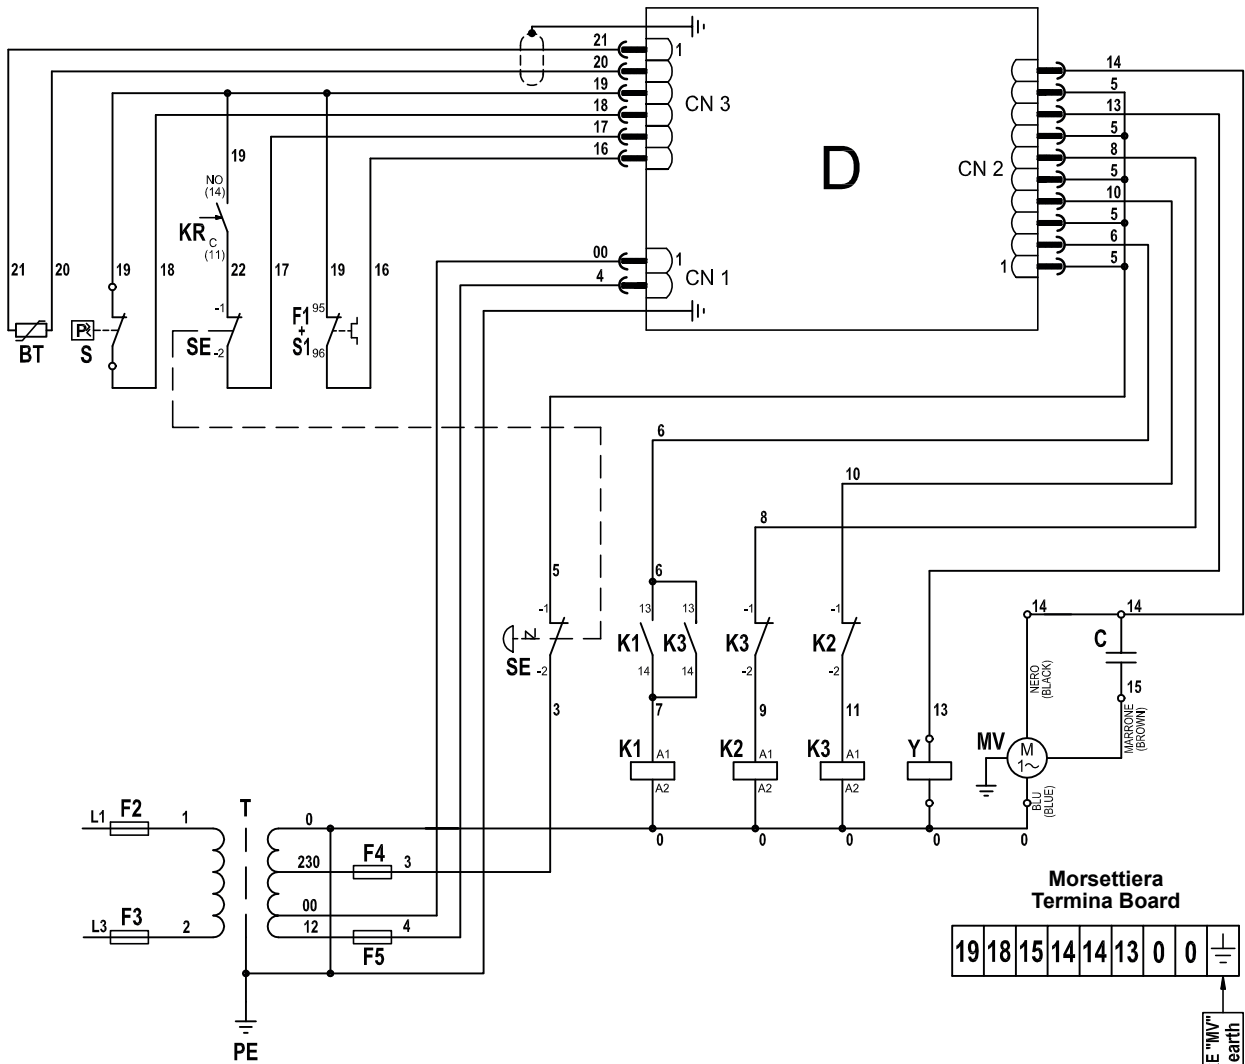 21
20
19
18
17
16
1
CN 3
D
CN 2
14
5
13
5
8
5
10
5
6
5
1
00
4
1
CN 1
19
NO
(14)
KR
C
(11)
21
20
19
18
22
17
19
16
BT
P
S
-1
SE
-2
F1
+
S1
95
96
6
10
8
5
6
-1
SE
-2
3
13
K1
14
13
K3
14
-1
K3
-2
-1
K2
-2
7
9
11
13
14
14
C
15
NERO
(BLACK)
MARRONE
(BROWN)
K1
A1
A2
K2
A1
A2
K3
A1
A2
Y
MV
M
1~
BLU
(BLUE)
0
0
0
0
0
L1
F2
1
T
0
230
F4
3
00
L3
F3
2
12
F5
4
PE
Morsettiera
Termina Board
19 18 15 14 14 13 0 0
E "MV"
earth